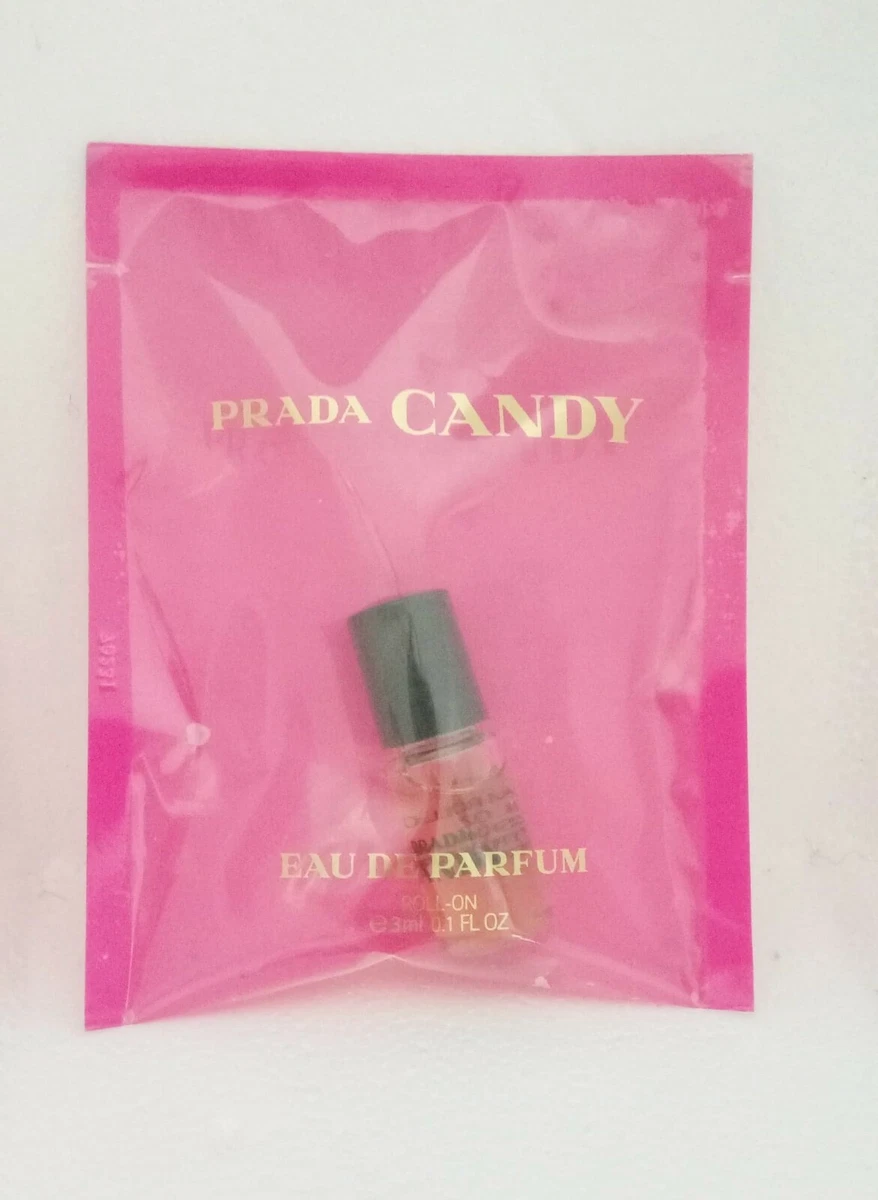 PRADA CANDY
EAU DE PARFUM
ROLL-ON
℮3ml 0.1 FL OZ